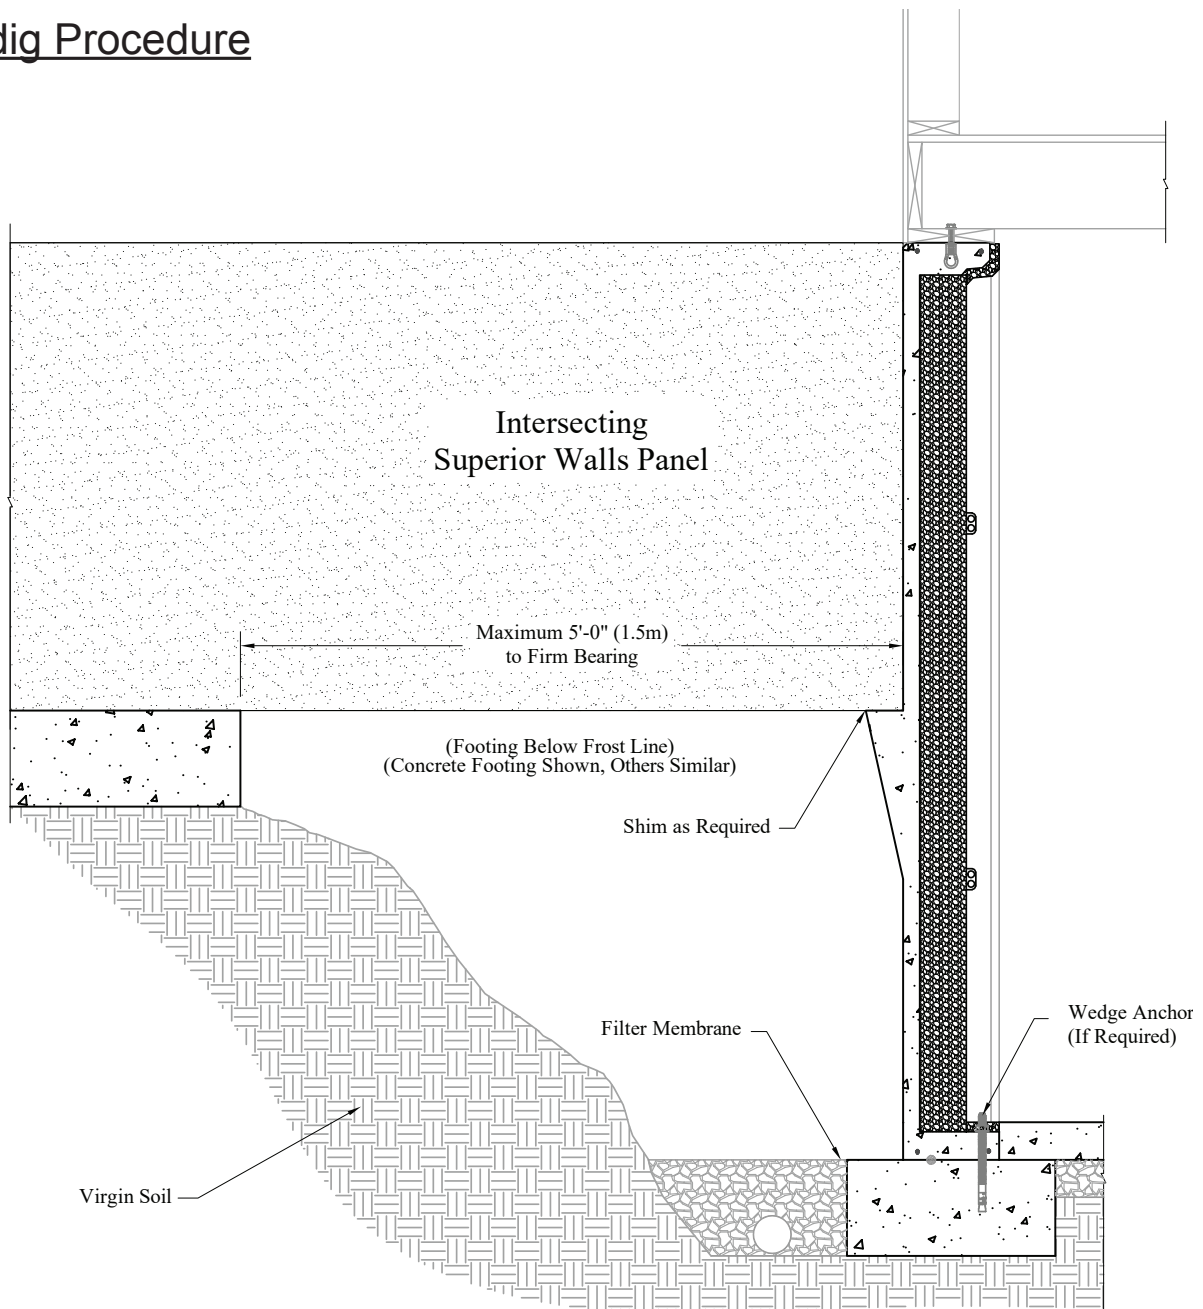 dig Procedure
Intersecting
Superior Walls Panel
Maximum 5'-0" (1.5m)
to Firm Bearing
(Footing Below Frost Line)
(Concrete Footing Shown, Others Similar)
Shim as Required
Filter Membrane
Wedge Anchor
(If Required)
Virgin Soil